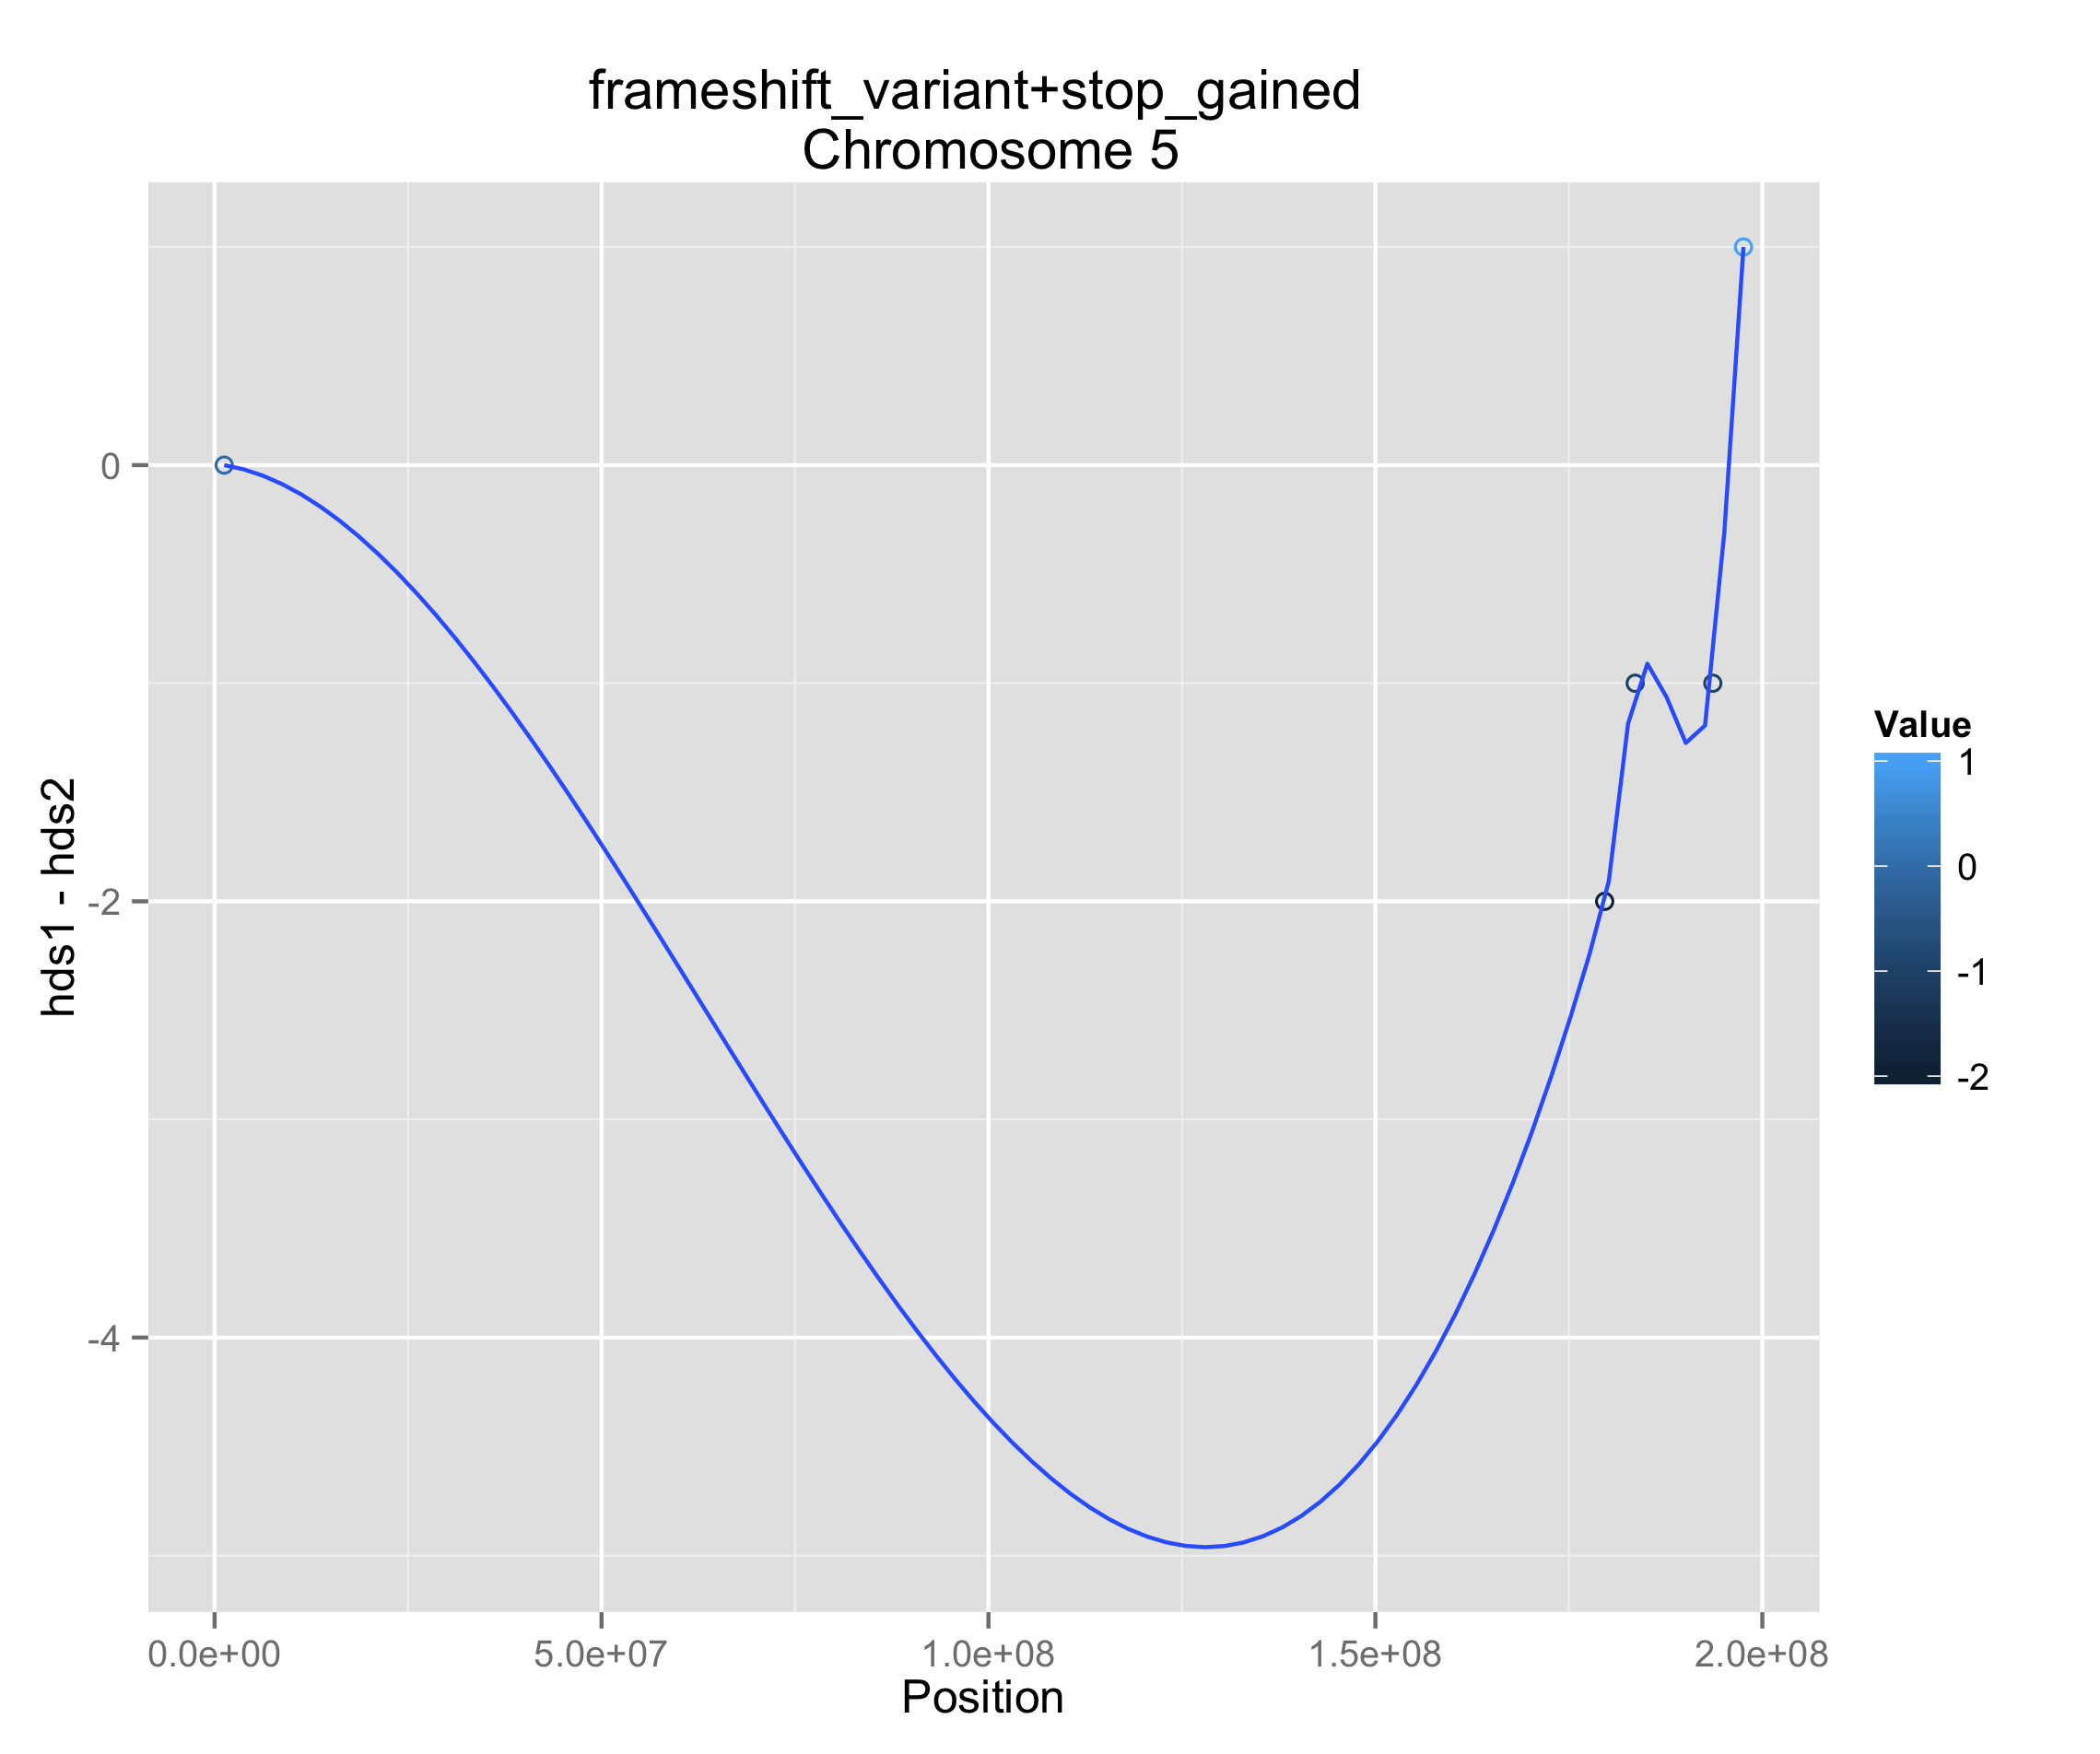 frameshift_variant+stop_gained
Chromosome 5
hds1 - hds2
0
-2
-4
0.0e+00 5.0e+07 1.0e+08 1.5e+08 2.0e+08
Position
Value
1
0
-1
-2